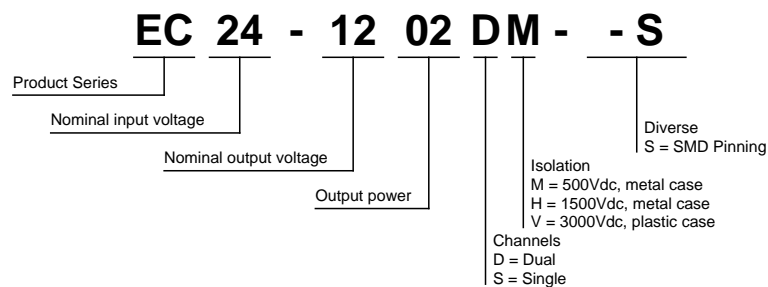 EC 24 - 12 02 D M - - S
Product Series
Nominal input voltage
Nominal output voltage
Output power
Diverse
S = SMD Pinning
Isolation
M = 500Vdc, metal case
H = 1500Vdc, metal case
V = 3000Vdc, plastic case
Channels
D = Dual
S = Single